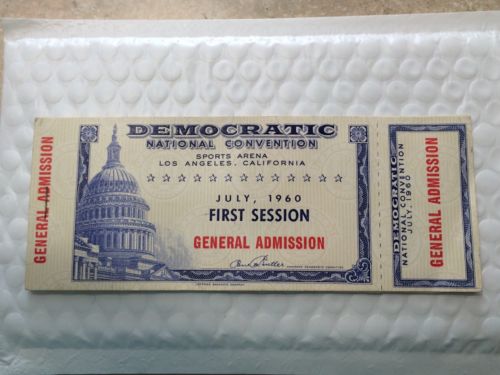 GENERAL ADMISSION
DEMOCRATIC
NATIONAL CONVENTION
SPORTS ARENA
LOS ANGELES, CALIFORNIA
JULY, 1960
FIRST SESSION
GENERAL ADMISSION
DEMOCRATIC
NATIONAL CONVENTION
JULY, 1960
GENERAL ADMISSION